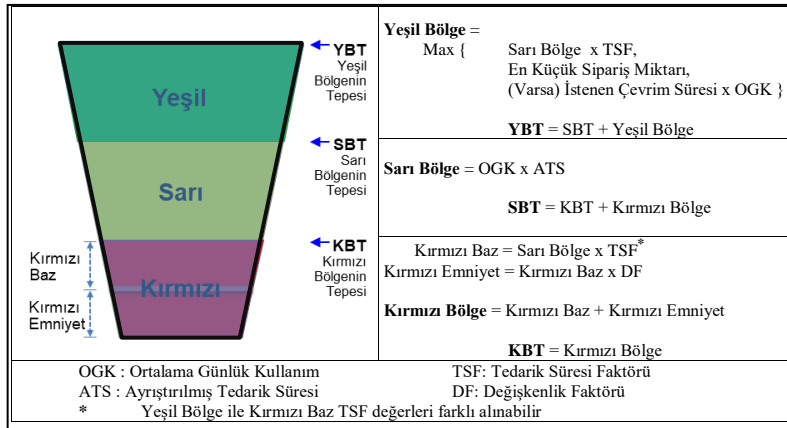 Yeşil
Sarı
Kırmızı
Kırmızı
Baz
Kırmızı
Emniyet
YBT
Yeşil
Bölgenin
Tepesi
SBT
Sarı
Bölgenin
Tepesi
KBT
Kırmızı
Bölgenin
Tepesi
Yeşil Bölge =
Max { Sarı Bölge x TSF,
En Küçük Sipariş Miktarı,
(Varsa) İstenen Çevrim Süresi x OGK }
YBT = SBT + Yeşil Bölge
Sarı Bölge = OGK x ATS
SBT = KBT + Kırmızı Bölge
Kırmızı Baz = Sarı Bölge x TSF*
Kırmızı Emniyet = Kırmızı Baz x DF
Kırmızı Bölge = Kırmızı Baz + Kırmızı Emniyet
KBT = Kırmızı Bölge
OGK : Ortalama Günlük Kullanım TSF: Tedarik Süresi Faktörü
ATS : Ayrıştırılmış Tedarik Süresi DF: Değişkenlik Faktörü
* Yeşil Bölge ile Kırmızı Baz TSF değerleri farklı alınabilir